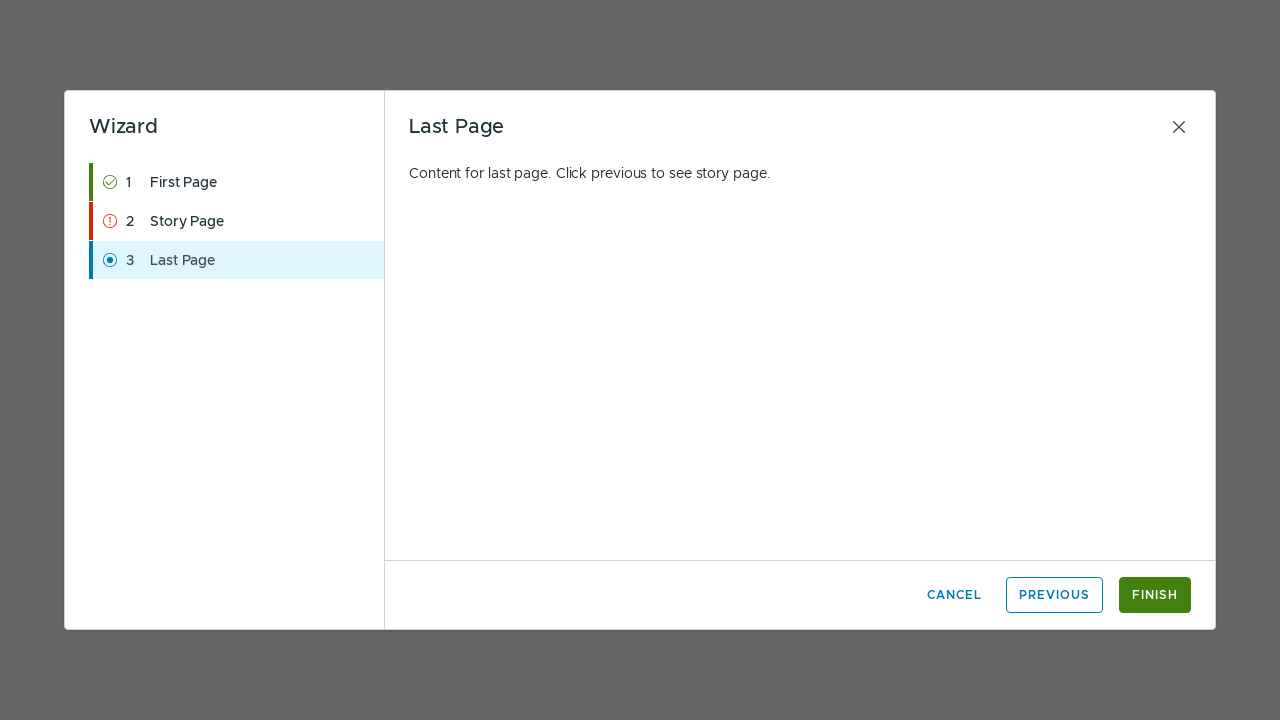 Wizard
1 First Page
2 Story Page
3 Last Page
Last Page
Content for last page. Click previous to see story page.
CANCEL PREVIOUS FINISH